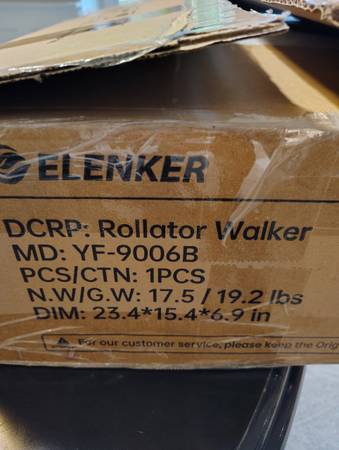 ELENKER
DCRP: Rollator Walker
MD: YF-9006B
PCS/CTN: 1PCS
N.W/G.W: 17.5 / 19.2 lbs
DIM: 23.4*15.4*6.9 in
For our customer service, please keep the Orig